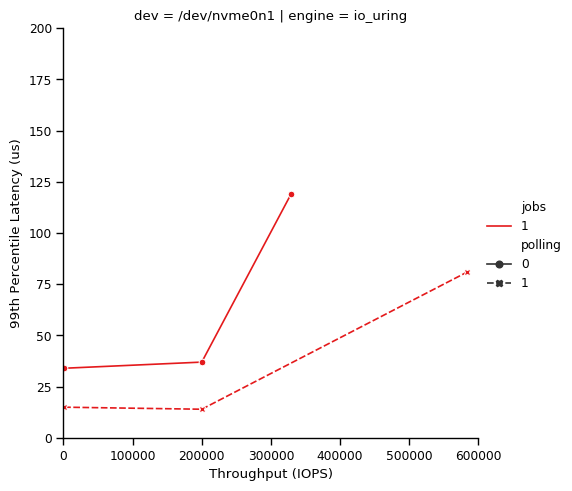 dev = /dev/nvme0n1 | engine = io_uring
200
175
150
125
100
75
50
25
0
99th Percentile Latency (us)
0 100000 200000 300000 400000 500000 600000
Throughput (IOPS)
jobs
1
polling
0
1